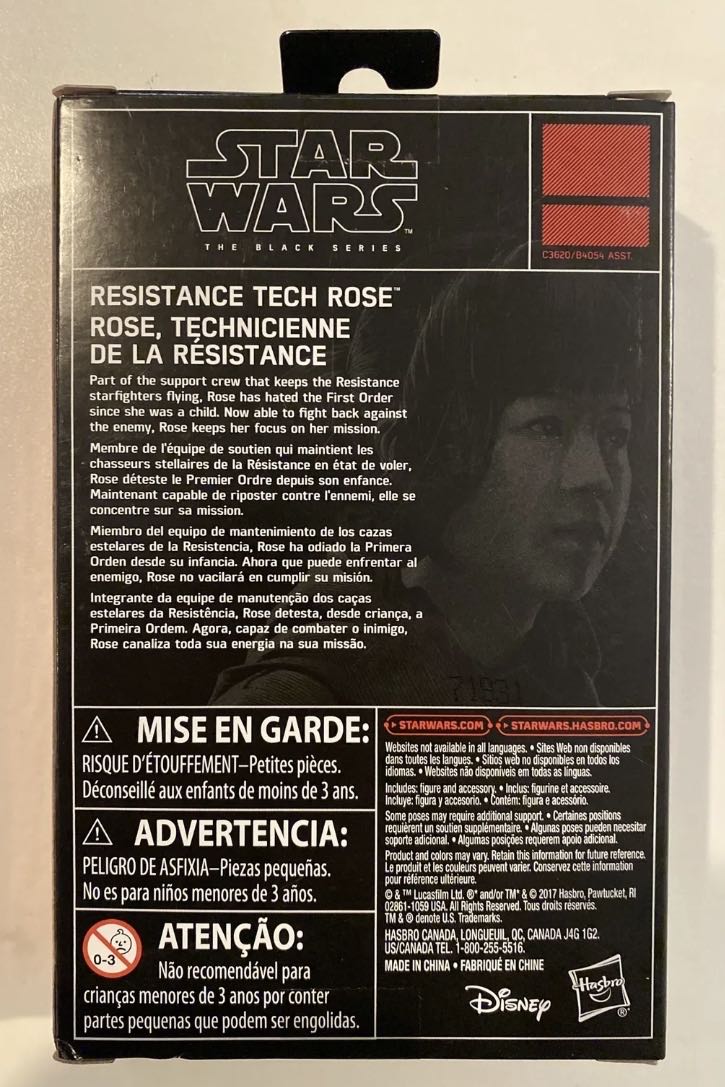 STAR
WARS™
THE BLACK SERIES
C3620/B4054 ASST.
RESISTANCE TECH ROSE™
ROSE, TECHNICIENNE
DE LA RÉSISTANCE
Part of the support crew that keeps the Resistance
starfighters flying, Rose has hated the First Order
since she was a child. Now able to fight back against
the enemy, Rose keeps her focus on her mission.
Membre de l'équipe de soutien qui maintient les
chasseurs stellaires de la Résistance en état de voler,
Rose déteste le Premier Ordre depuis son enfance.
Maintenant capable de riposter contre l'ennemi, elle se
concentre sur sa mission.
Miembro del equipo de mantenimiento de los cazas
estelares de la Resistencia, Rose ha odiado la Primera
Orden desde su infancia. Ahora que puede enfrentar al
enemigo, Rose no vacilará en cumplir su misión.
Integrante da equipe de manutenção dos caças
estelares da Resistência, Rose detesta, desde criança, a
Primeira Ordem. Agora, capaz de combater o inimigo,
Rose canaliza toda sua energia na sua missão.
71931
MISE EN GARDE:
RISQUE D'ÉTOUFFEMENT–Petites pièces.
Déconseillé aux enfants de moins de 3 ans.
ADVERTENCIA:
PELIGRO DE ASFIXIA–Piezas pequeñas.
No es para niños menores de 3 años.
0-3
ATENÇÃO:
Não recomendável para
crianças menores de 3 anos por conter
partes pequenas que podem ser engolidas.
STARWARS.COM STARWARS.HASBRO.COM
Websites not available in all languages. • Sites Web non disponibles
dans toutes les langues. • Sitios web no disponibles en todos los
idiomas. • Websites não disponíveis em todas as línguas.
Includes: figure and accessory. • Inclus: figurine et accessoire.
Incluye: figura y accesorio. • Contém: figura e acessório.
Some poses may require additional support. • Certaines positions
requièrent un soutien supplémentaire. • Algunas poses pueden necesitar
soporte adicional. • Algumas posições requerem apoio adicional.
Product and colors may vary. Retain this information for future reference.
Le produit et les couleurs peuvent varier. Conservez cette information
pour référence ultérieure.
© & ™ Lucasfilm Ltd. ®* and/or TM* & © 2017 Hasbro, Pawtucket, RI
02861-1059 USA. All Rights Reserved. Tous droits réservés.
TM & ® denote U.S. Trademarks.
HASBRO CANADA, LONGUEUIL, QC, CANADA J4G 1G2.
US/CANADA TEL. 1-800-255-5516.
MADE IN CHINA • FABRIQUÉ EN CHINE
Disney
Hasbro®